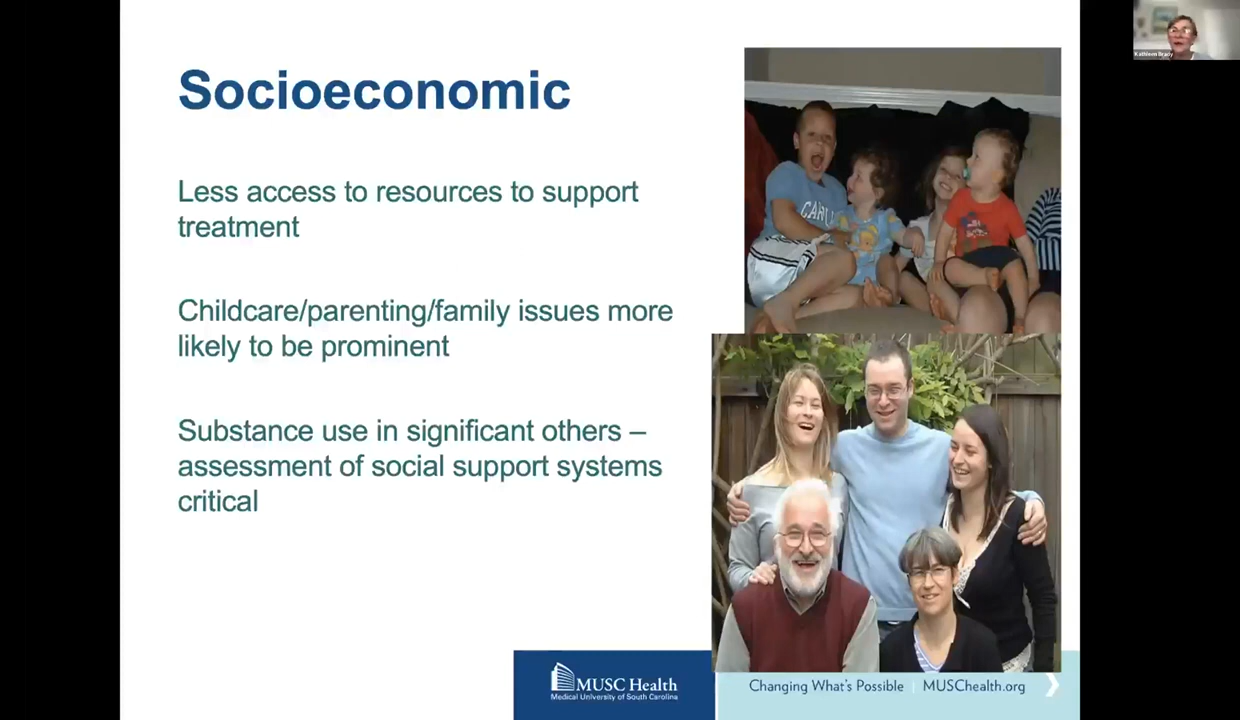 Kathleen Brady
Socioeconomic
Less access to resources to support
treatment
Childcare/parenting/family issues more
likely to be prominent
Substance use in significant others –
assessment of social support systems
critical
MUSC Health
Medical University of South Carolina
Changing What's Possible | MUSChealth.org